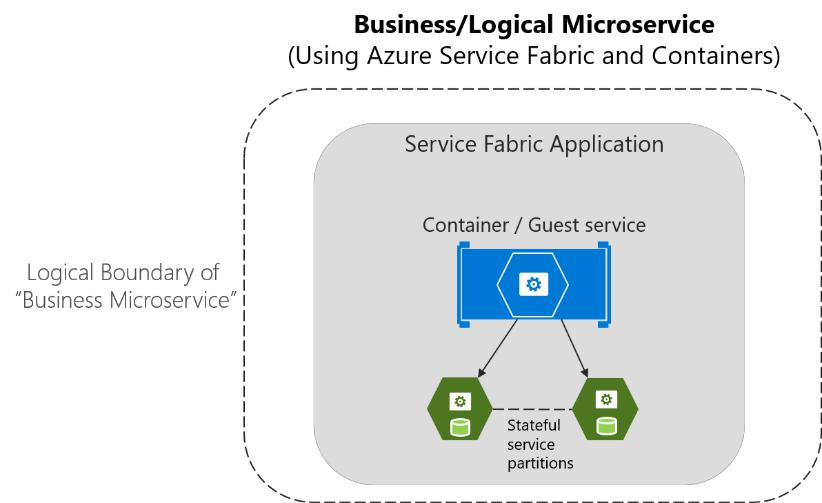 Business/Logical Microservice
(Using Azure Service Fabric and Containers)
Service Fabric Application
Container / Guest service
Logical Boundary of
“Business Microservice”
Stateful
service
partitions